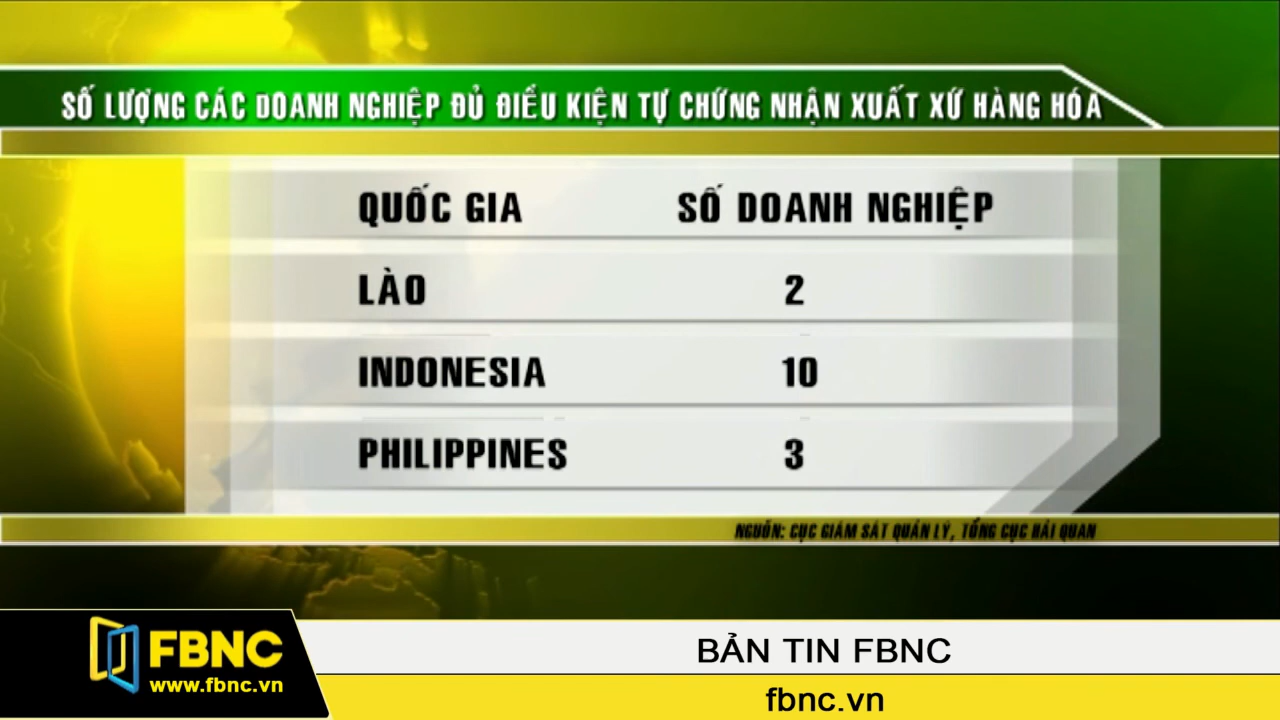 SỐ LƯỢNG CÁC DOANH NGHIỆP ĐỦ ĐIỀU KIỆN TỰ CHỨNG NHẬN XUẤT XỨ HÀNG HÓA
QUỐC GIA SỐ DOANH NGHIỆP
LÀO 2
INDONESIA 10
PHILIPPINES 3
NGUỒN: CỤC GIÁM SÁT QUẢN LÝ, TỔNG CỤC HẢI QUAN
FBNC
www.fbnc.vn
BẢN TIN FBNC
fbnc.vn